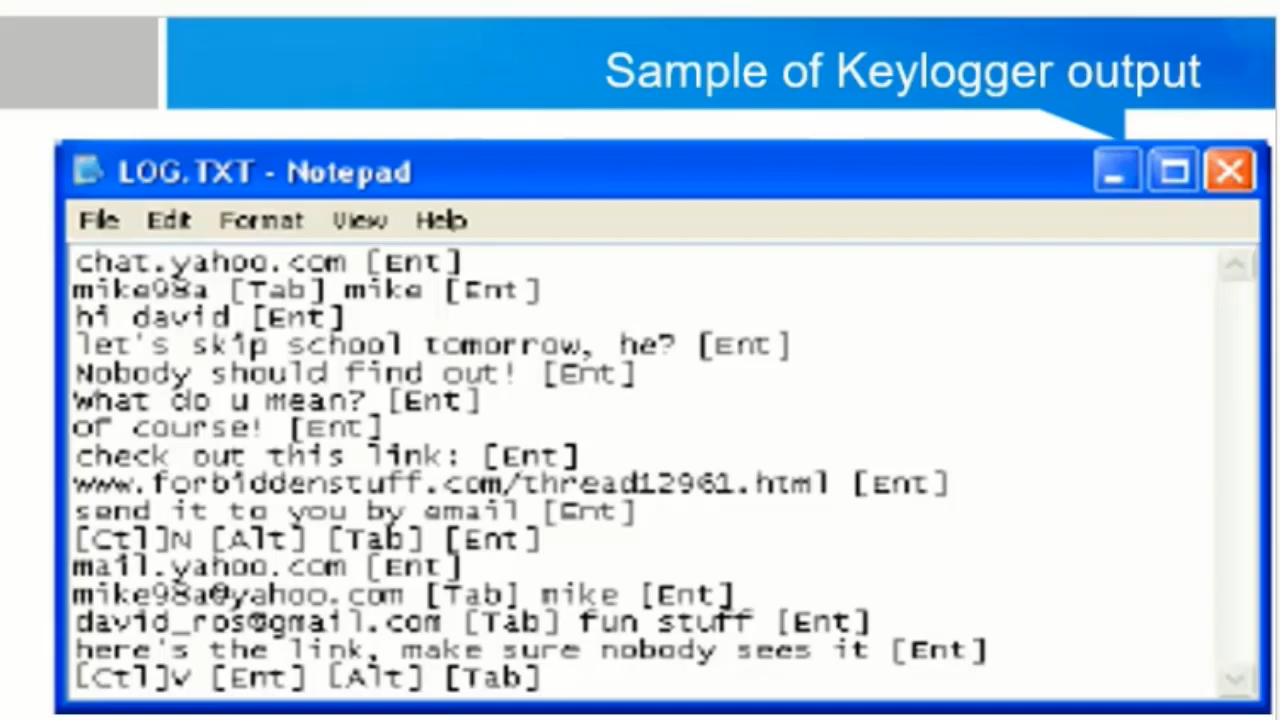 Sample of Keylogger output
LOG.TXT - Notepad
File Edit Format View Help
chat.yahoo.com [Ent]
mike98a [Tab] mike [Ent]
hi david [Ent]
let's skip school tomorrow, he? [Ent]
Nobody should find out! [Ent]
What do u mean? [Ent]
of course! [Ent]
check out this link: [Ent]
www.forbiddenstuff.com/thread12961.html [Ent]
send it to you by email [Ent]
[Ctl]N [Alt] [Tab] [Ent]
mail.yahoo.com [Ent]
mike98a@yahoo.com [Tab] mike [Ent]
david_ros@gmail.com [Tab] fun stuff [Ent]
here's the link, make sure nobody sees it [Ent]
[Ctl]V [Ent] [Alt] [Tab]